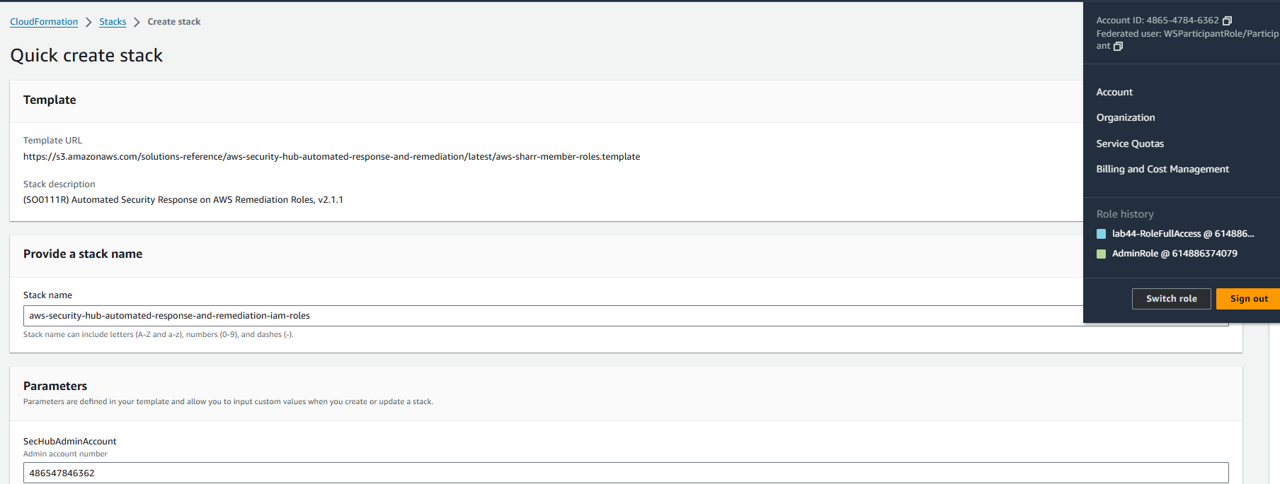 CloudFormation > Stacks > Create stack
Quick create stack
Template
Template URL
https://s3.amazonaws.com/solutions-reference/aws-security-hub-automated-response-and-remediation/latest/aws-sharr-member-roles.template
Stack description
(SO0111R) Automated Security Response on AWS Remediation Roles, v2.1.1
Provide a stack name
Stack name
aws-security-hub-automated-response-and-remediation-iam-roles
Stack name can include letters (A-Z and a-z), numbers (0-9), and dashes (-).
Parameters
Parameters are defined in your template and allow you to input custom values when you create or update a stack.
SecHubAdminAccount
Admin account number
486547846362
Account ID: 4865-4784-6362
Federated user: WSParticipantRole/Particip
ant
Account
Organization
Service Quotas
Billing and Cost Management
Role history
lab44-RoleFullAccess @ 614886...
AdminRole @ 614886374079
Switch role
Sign out